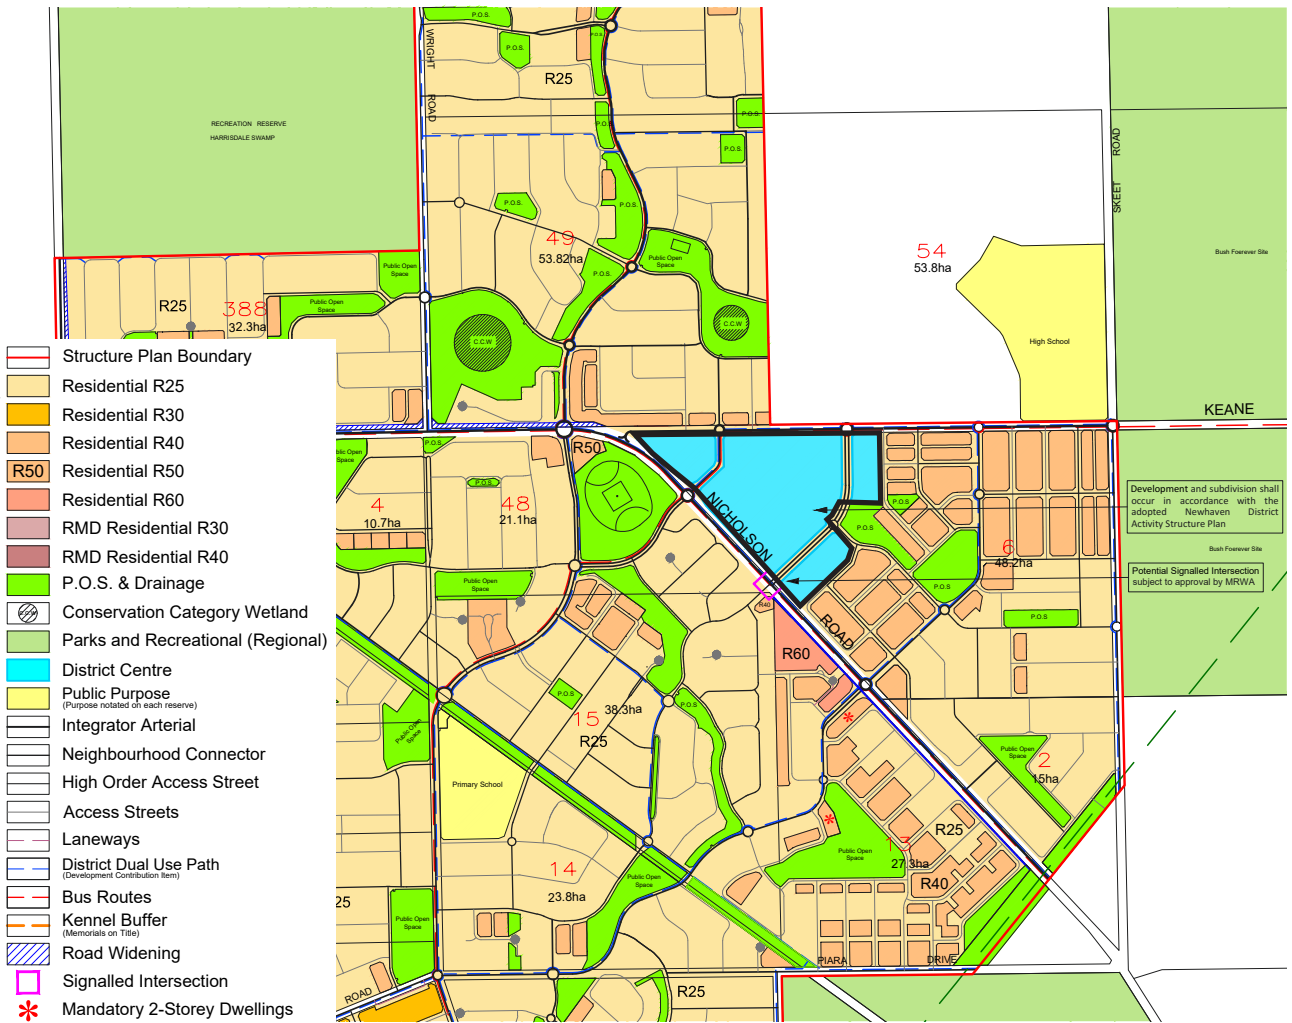 P.O.S.
P.O.S.
P.O.S.
WRIGHT
ROAD
R25
P.O.S.
P.O.S.
P.O.S.
RECREATION RESERVE
HARRISDALE SWAMP
SKEET ROAD
P.O.S.
P.O.S.
49
53.82ha
54
53.8ha
Bush Foerever Site
Public Open
Space
Public Open
Space
P.O.S.
R25
388
32.3ha
Public Open
Space
C.C.W
C.C.W
High School
KEANE
Structure Plan Boundary
Residential R25
Residential R30
Residential R40
R50 Residential R50
Residential R60
RMD Residential R30
RMD Residential R40
P.O.S. & Drainage
C.C.W Conservation Category Wetland
Parks and Recreational (Regional)
District Centre
Public Purpose
(Purpose notated on each reserve)
Integrator Arterial
Neighbourhood Connector
High Order Access Street
Access Streets
Laneways
District Dual Use Path
(Development Contribution Item)
Bus Routes
Kennel Buffer
(Memorials on Title)
Road Widening
Signalled Intersection
Mandatory 2-Storey Dwellings
blic Open
Space
P.O.S.
R50
4
10.7ha
P.O.S.
48
21.1ha
NICHOLSON
ROAD
P.O.S
P.O.S
P.O.S
6
48.2ha
Development and subdivision shall
occur in accordance with the
adopted Newhaven District
Activity Structure Plan
Bush Foerever Site
Potential Signalled Intersection
subject to approval by MRWA
Public Open
Space
R40
R60
P.O.S
15
38.3ha
R25
P.O.S
Public Open
Space
Primary School
Public Open
Space
2
15ha
14
23.8ha
Public Open
Space
13
27.3ha
R25
R40
Public Open
Space
25
Public Open
Space
PIARA
DRIVE
ROAD
R25